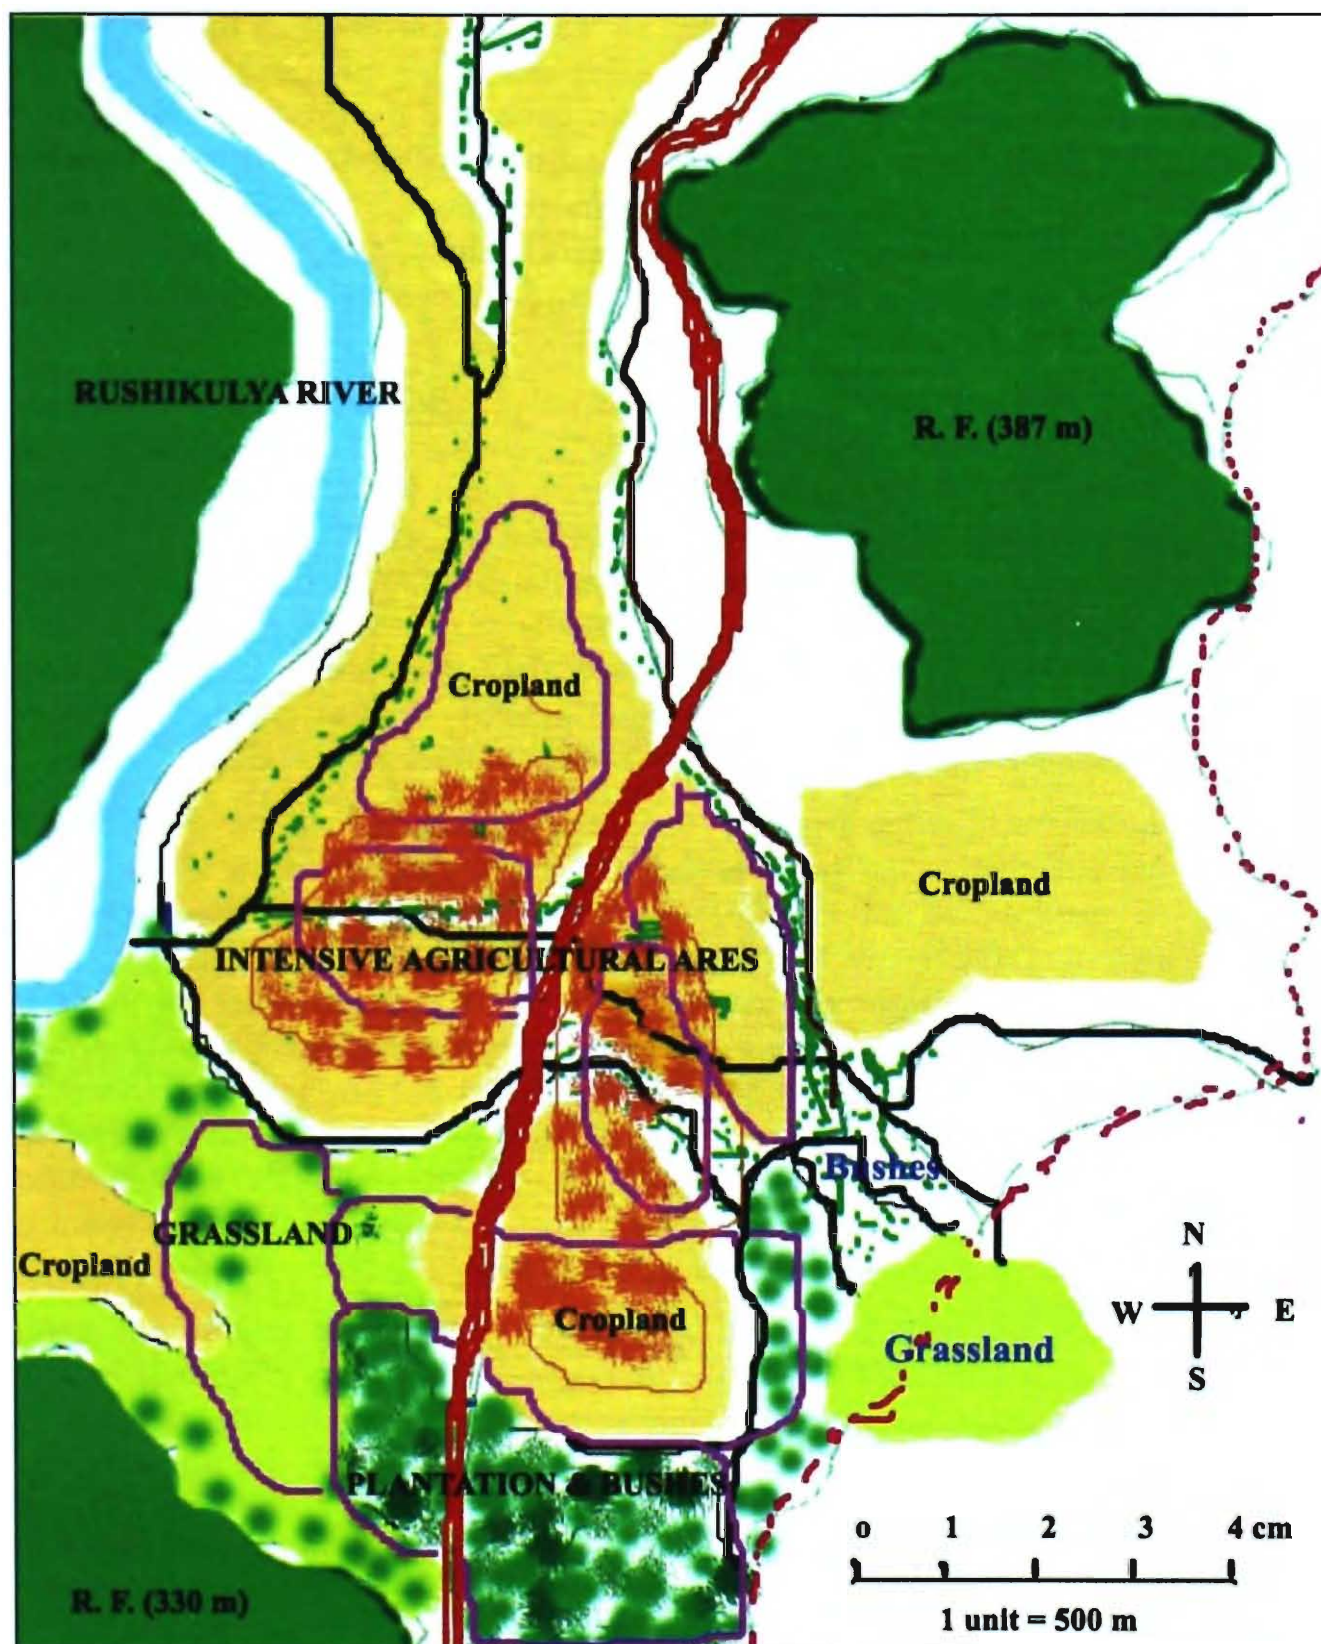 RUSHIKULYA RIVER
R. F. (387 m)
Cropland
Cropland
INTENSIVE AGRICULTURAL ARES
Bushes
GRASSLAND
Cropland
N
W E
S
Cropland
Grassland
PLANTATION & BUSHES
o 1 2 3 4 cm
R. F. (330 m)
1 unit = 500 m